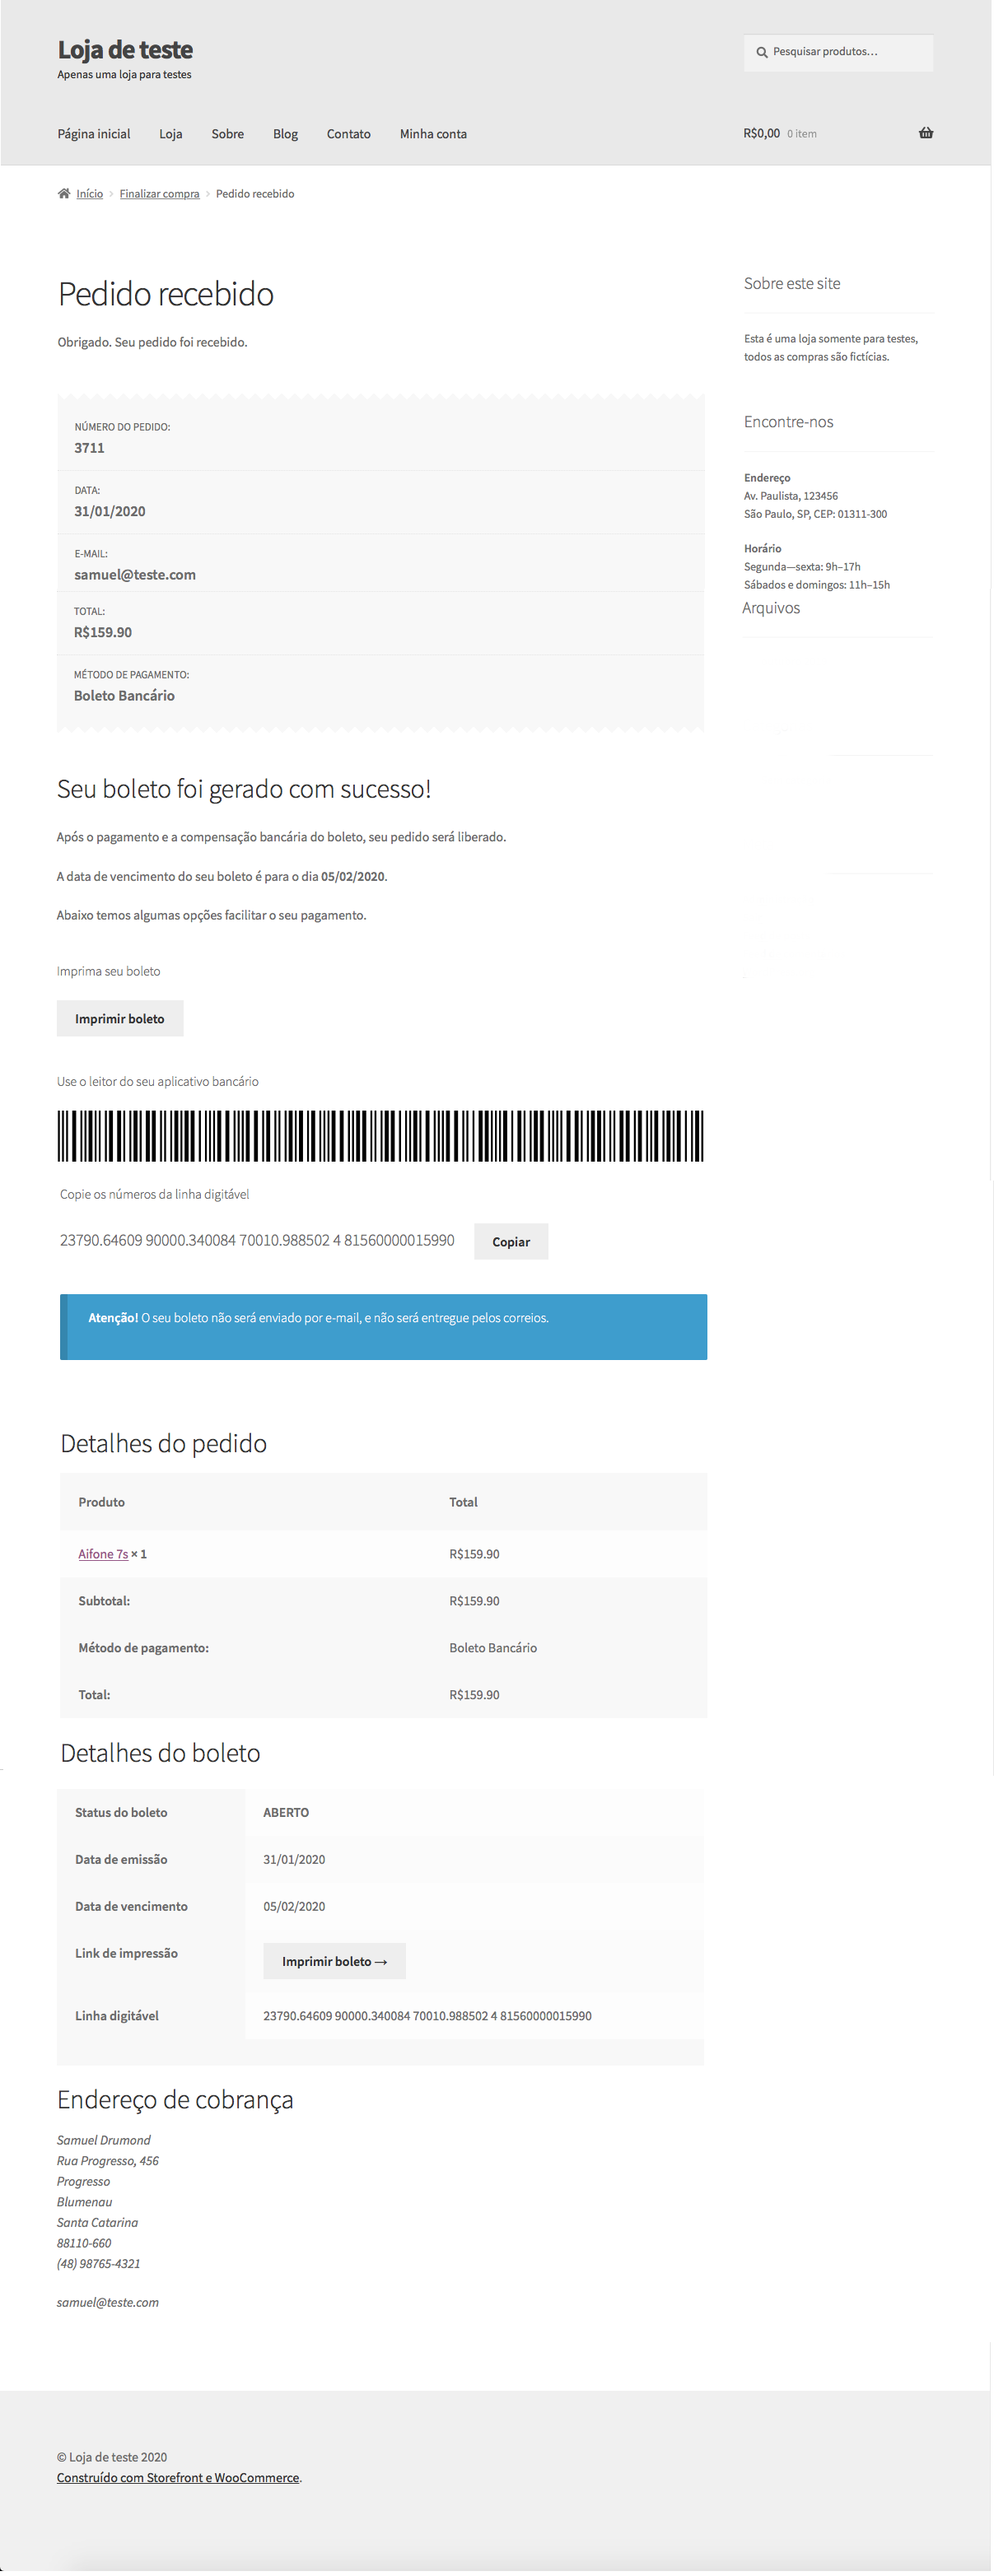 Loja de teste
Apenas uma loja para testes
Pesquisar produtos…
Página inicial Loja Sobre Blog Contato Minha conta
R$0,00 0 item
Início › Finalizar compra › Pedido recebido
Pedido recebido
Obrigado. Seu pedido foi recebido.
NÚMERO DO PEDIDO:
3711
DATA:
31/01/2020
E-MAIL:
samuel@teste.com
TOTAL:
R$159.90
MÉTODO DE PAGAMENTO:
Boleto Bancário
Sobre este site
Esta é uma loja somente para testes,
todos as compras são fictícias.
Encontre-nos
Endereço
Av. Paulista, 123456
São Paulo, SP, CEP: 01311-300
Horário
Segunda—sexta: 9h–17h
Sábados e domingos: 11h–15h
Arquivos
Seu boleto foi gerado com sucesso!
Após o pagamento e a compensação bancária do boleto, seu pedido será liberado.
A data de vencimento do seu boleto é para o dia 05/02/2020.
Abaixo temos algumas opções facilitar o seu pagamento.
Imprima seu boleto
Imprimir boleto
Use o leitor do seu aplicativo bancário
Copie os números da linha digitável
23790.64609 90000.340084 70010.988502 4 81560000015990 Copiar
Atenção! O seu boleto não será enviado por e-mail, e não será entregue pelos correios.
Detalhes do pedido
Produto Total
Aifone 7s × 1 R$159.90
Subtotal: R$159.90
Método de pagamento: Boleto Bancário
Total: R$159.90
Detalhes do boleto
Status do boleto ABERTO
Data de emissão 31/01/2020
Data de vencimento 05/02/2020
Link de impressão Imprimir boleto →
Linha digitável 23790.64609 90000.340084 70010.988502 4 81560000015990
Endereço de cobrança
Samuel Drumond
Rua Progresso, 456
Progresso
Blumenau
Santa Catarina
88110-660
(48) 98765-4321
samuel@teste.com
© Loja de teste 2020
Construído com Storefront e WooCommerce.